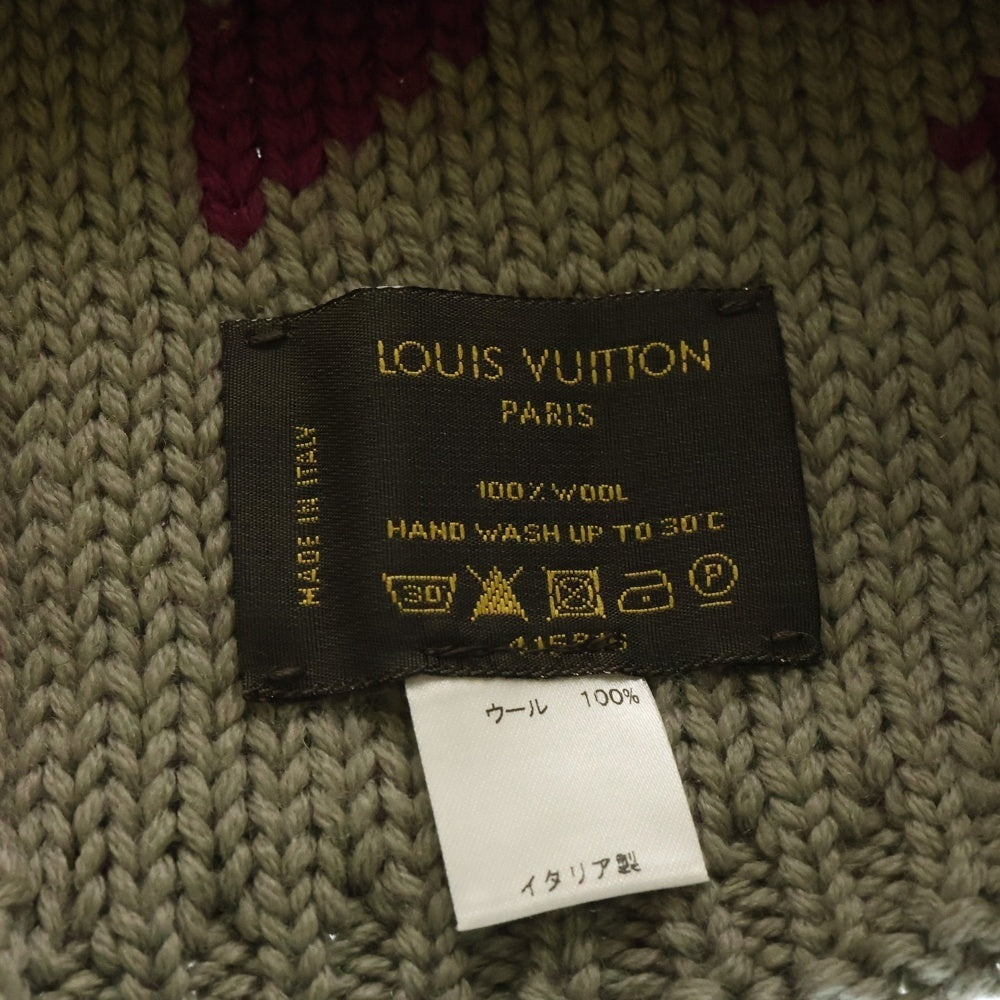 LOUIS VUITTON
PARIS
MADE IN ITALY
100% WOOL
HAND WASH UP TO 30°C
30° P
ウール 100%
イタリア製